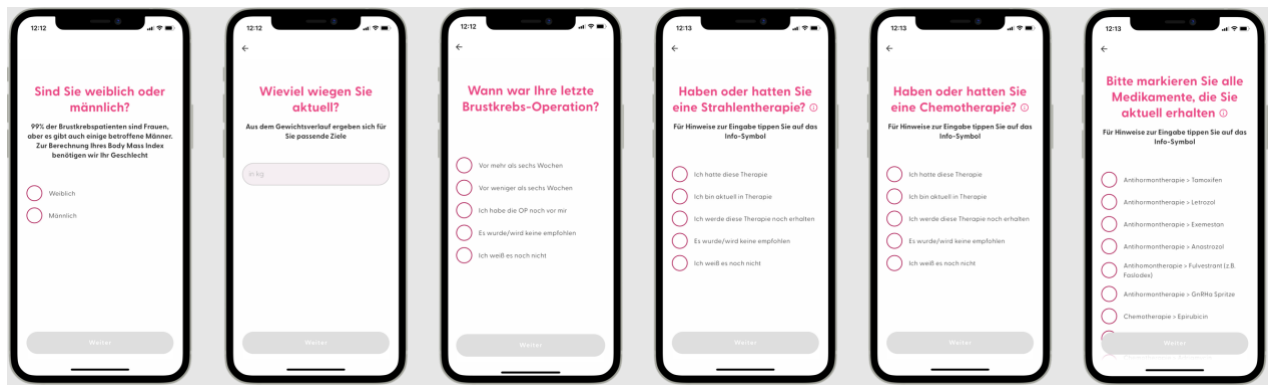 12:12
Sind Sie weiblich oder
männlich?
99% der Brustkrebspatienten sind Frauen,
aber es gibt auch einige betroffene Männer.
Zur Berechnung Ihres Body Mass Index
benötigen wir Ihr Geschlecht
Weiblich
Männlich
Weiter
12:12
Wieviel wiegen Sie
aktuell?
Aus dem Gewichtsverlauf ergeben sich für
Sie passende Ziele
in kg
Weiter
12:12
Wann war Ihre letzte
Brustkrebs-Operation?
Vor mehr als sechs Wochen
Vor weniger als sechs Wochen
Ich habe die OP noch vor mir
Es wurde/wird keine empfohlen
Ich weiß es noch nicht
Weiter
12:13
Haben oder hatten Sie
eine Strahlentherapie?
Für Hinweise zur Eingabe tippen Sie auf das
Info-Symbol
Ich hatte diese Therapie
Ich bin aktuell in Therapie
Ich werde diese Therapie noch erhalten
Es wurde/wird keine empfohlen
Ich weiß es noch nicht
Weiter
12:13
Haben oder hatten Sie
eine Chemotherapie?
Für Hinweise zur Eingabe tippen Sie auf das
Info-Symbol
Ich hatte diese Therapie
Ich bin aktuell in Therapie
Ich werde diese Therapie noch erhalten
Es wurde/wird keine empfohlen
Ich weiß es noch nicht
Weiter
12:13
Bitte markieren Sie alle
Medikamente, die Sie
aktuell erhalten
Für Hinweise zur Eingabe tippen Sie auf das
Info-Symbol
Antihormontherapie > Tamoxifen
Antihormontherapie > Letrozol
Antihormontherapie > Exemestan
Antihormontherapie > Anastrozol
Antihomontherapie > Fulvestrant (z.B.
Faslodex)
Antihormontherapie > GnRHa Spritze
Chemotherapie > Epirubicin
Weiter